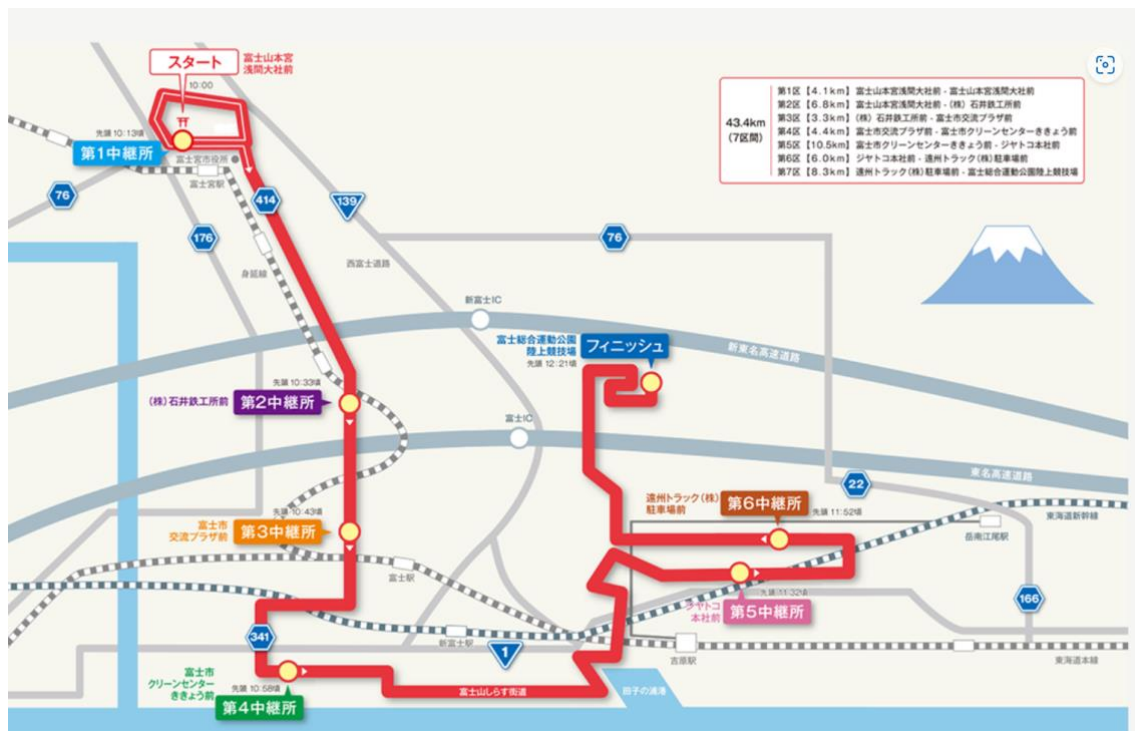 スタート
富士山本宮
浅間大社前
10:00
43.4km
(7区間)
第1区【4.1km】富士山本宮浅間大社前 - 富士山本宮浅間大社前
第2区【6.8km】富士山本宮浅間大社前 - (株) 石井鉄工所前
第3区【3.3km】(株) 石井鉄工所前 - 富士市交流プラザ前
第4区【4.4km】富士市交流プラザ前 - 富士市クリーンセンターききょう前
第5区【10.5km】富士市クリーンセンターききょう前 - ジヤトコ本社前
第6区【6.0km】ジヤトコ本社前 - 遠州トラック(株)駐車場前
第7区【8.3km】遠州トラック(株)駐車場前 - 富士総合運動公園陸上競技場
先頭 10:13頃
第1中継所
富士宮市役所
富士宮駅
76
414
139
176
76
身延線
西富士道路
新富士IC
富士総合運動公園
陸上競技場
フィニッシュ
先頭 12:21頃
新東名高速道路
先頭 10:33頃
(株)石井鉄工所前
第2中継所
富士IC
東名高速道路
22
遠州トラック(株)
駐車場前
第6中継所
先頭 11:52頃
先頭 10:43頃
富士市
交流プラザ前
第3中継所
東海道新幹線
岳南江尾駅
富士駅
先頭 11:32頃
ジヤトコ
本社前
第5中継所
166
341
新富士駅
1
吉原駅
東海道本線
富士市
クリーンセンター
ききょう前
先頭 10:58頃
第4中継所
富士山しらす街道
田子の浦港